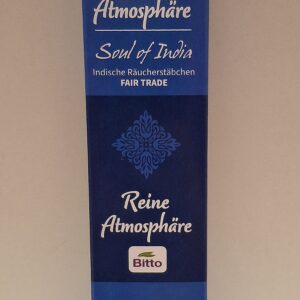 Atmosphäre
Soul of India
Indische Räucherstäbchen
FAIR TRADE
Reine
Atmosphäre
Bitto